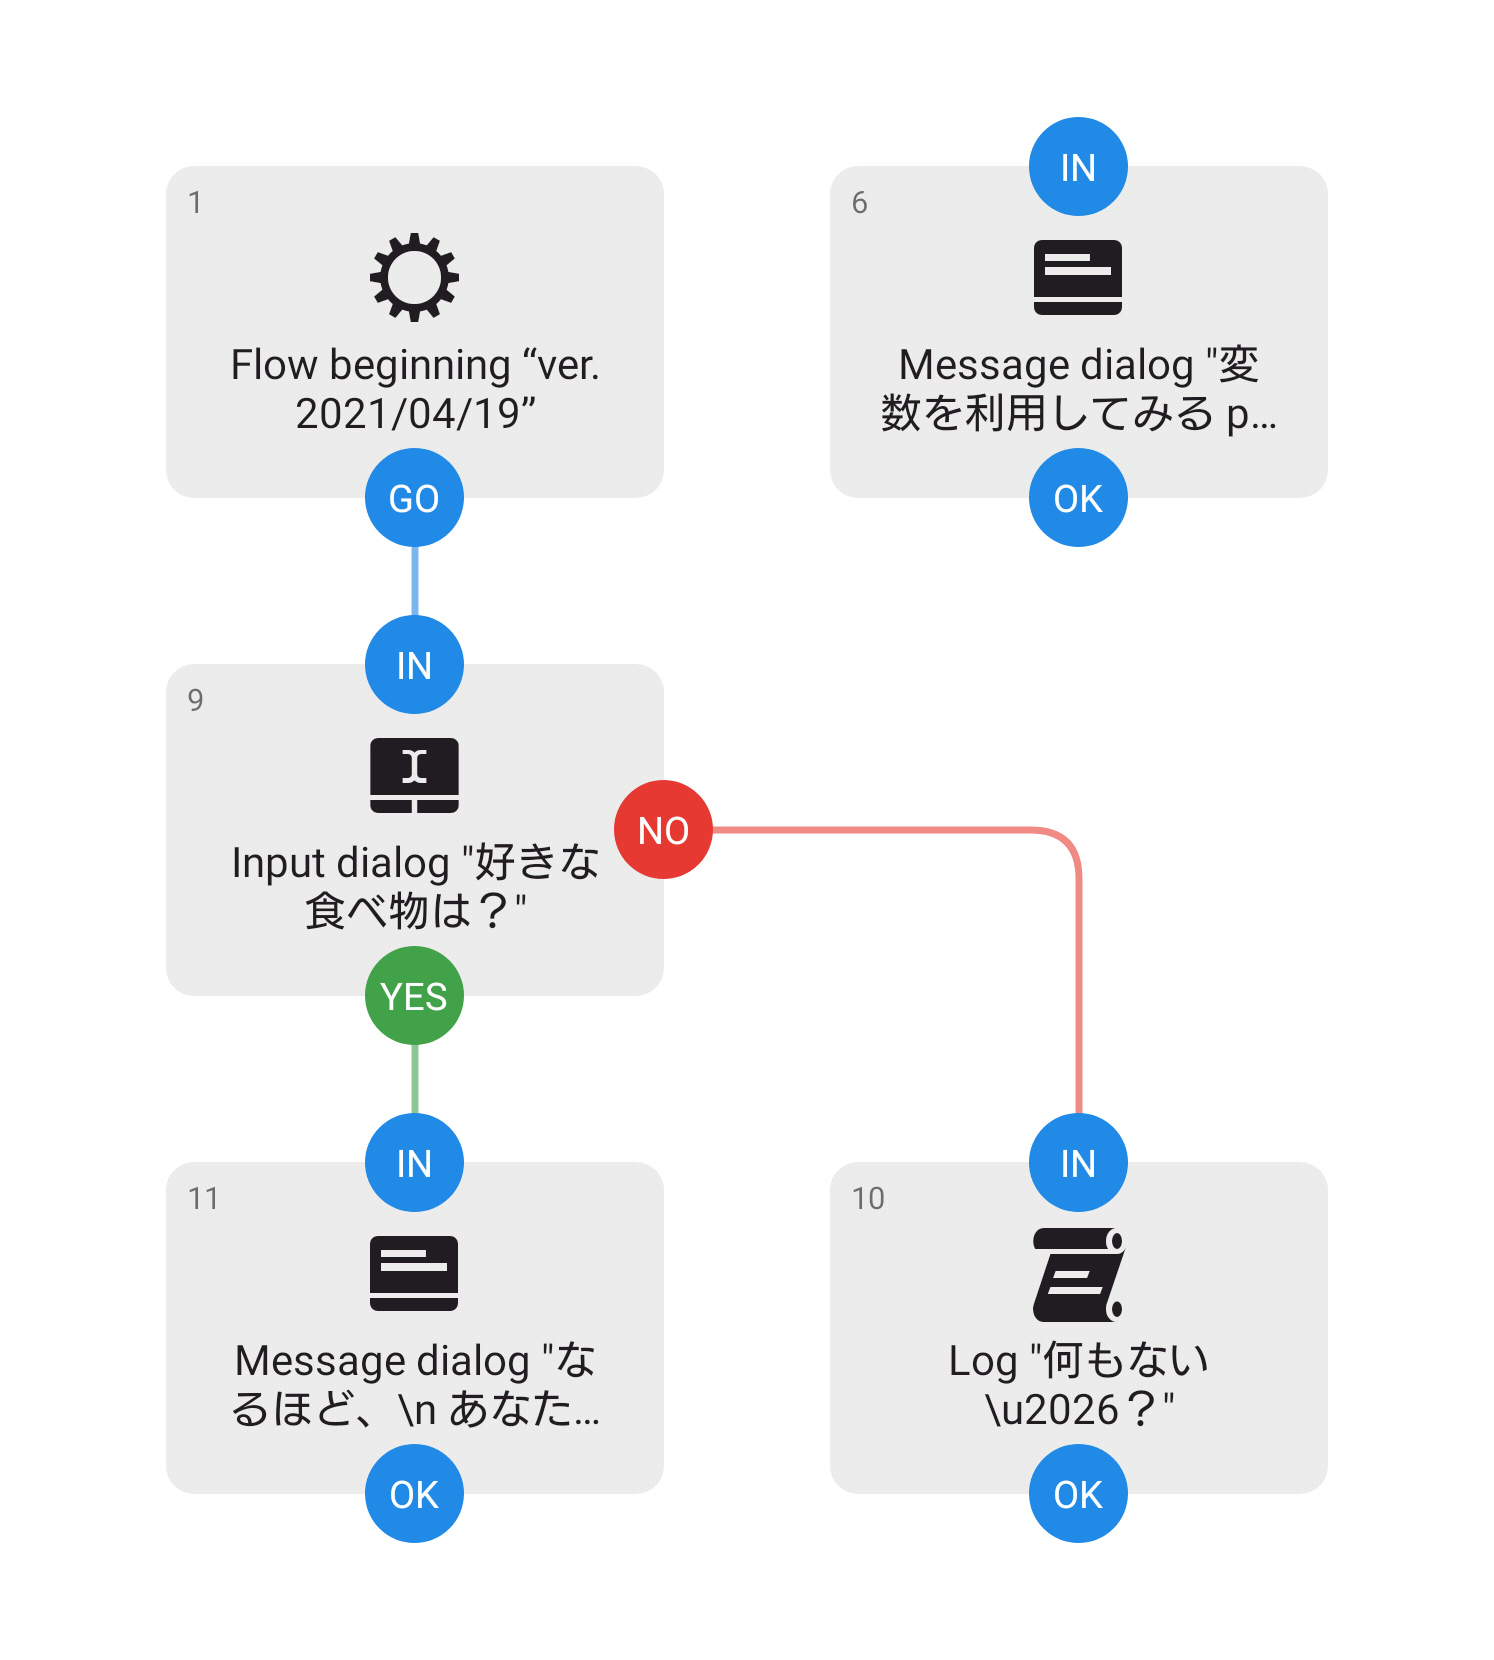 1
Flow beginning “ver.
2021/04/19”
GO
IN
6
Message dialog "変
数を利用してみる p…
OK
IN
9
Input dialog "好きな
食べ物は？"
NO
YES
IN
11
Message dialog "な
るほど、\n あなた…
OK
IN
10
Log "何もない
\u2026？"
OK